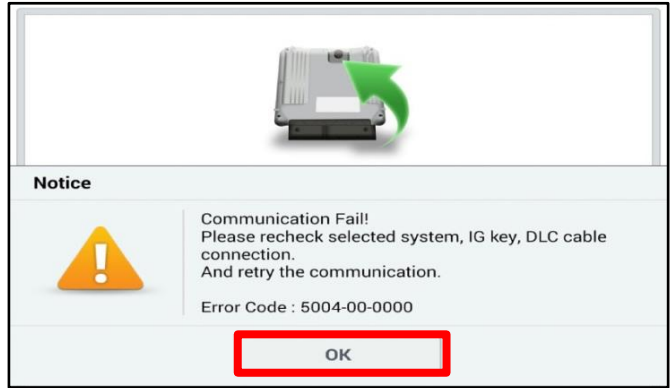 Notice
Communication Fail!
Please recheck selected system, IG key, DLC cable
connection.
And retry the communication.
Error Code : 5004-00-0000
OK